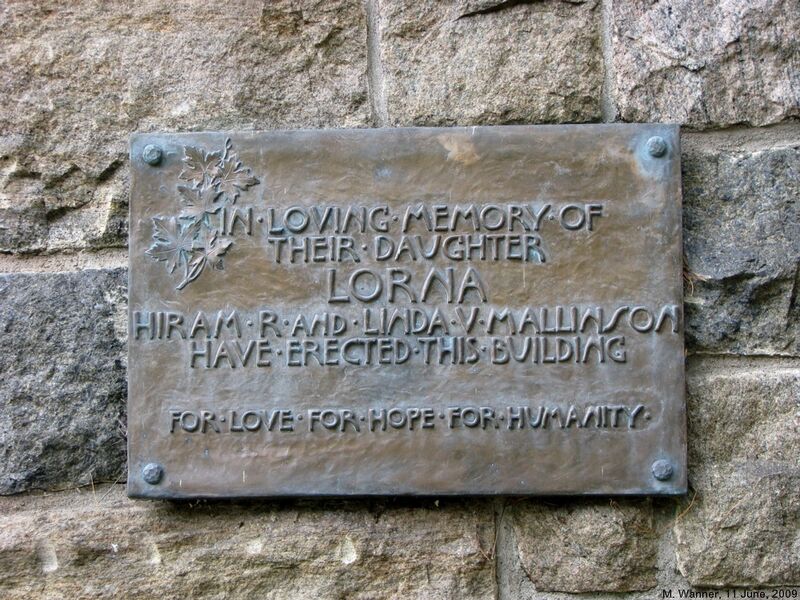 IN·LOVING·MEMORY·OF
THEIR·DAUGHTER
LORNA
HIRAM·R·AND·LINDA·V·MALLINSON
HAVE·ERECTED·THIS·BUILDING
FOR·LOVE·FOR·HOPE·FOR·HUMANITY·
M. Wanner, 11 June, 2009